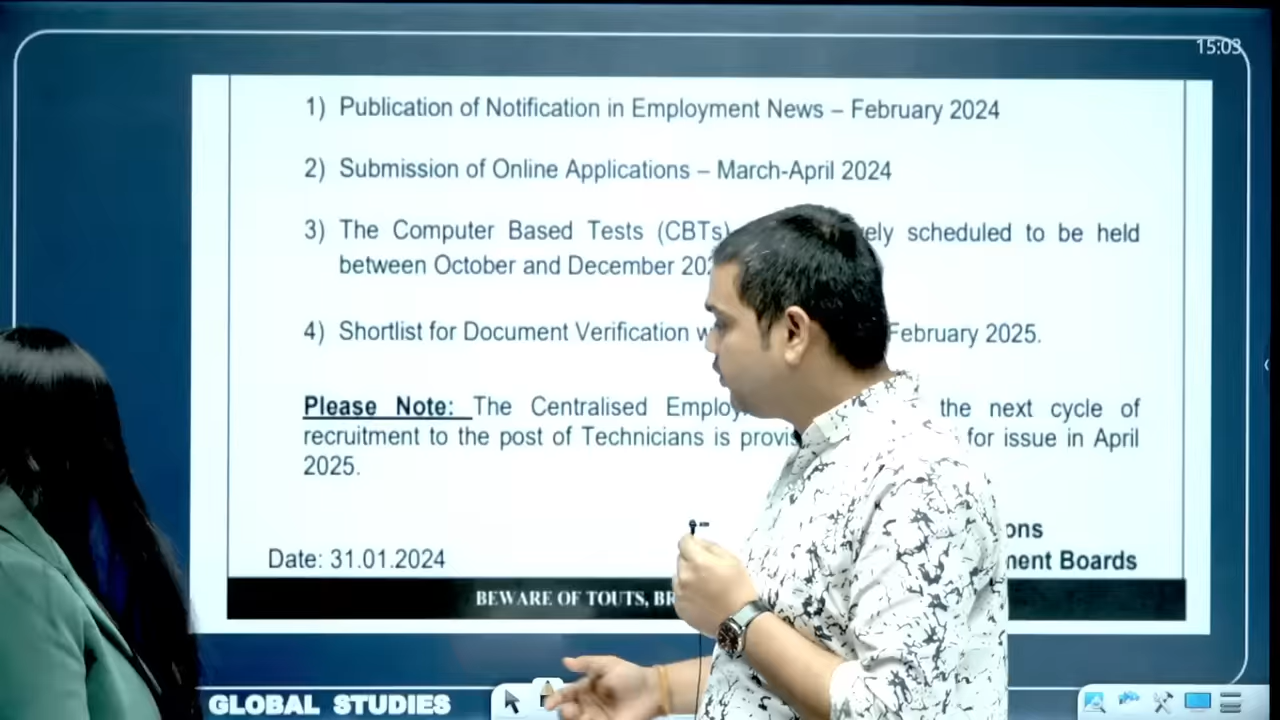 15:03
1) Publication of Notification in Employment News – February 2024
2) Submission of Online Applications – March-April 2024
3) The Computer Based Tests (CBTs) scheduled to be held
between October and December
4) Shortlist for Document Verification February 2025.
Please Note: The Centralised the next cycle of
recruitment to the post of Technicians is for issue in April
2025.
Date: 31.01.2024
Boards
BEWARE OF TOUTS,
GLOBAL STUDIES